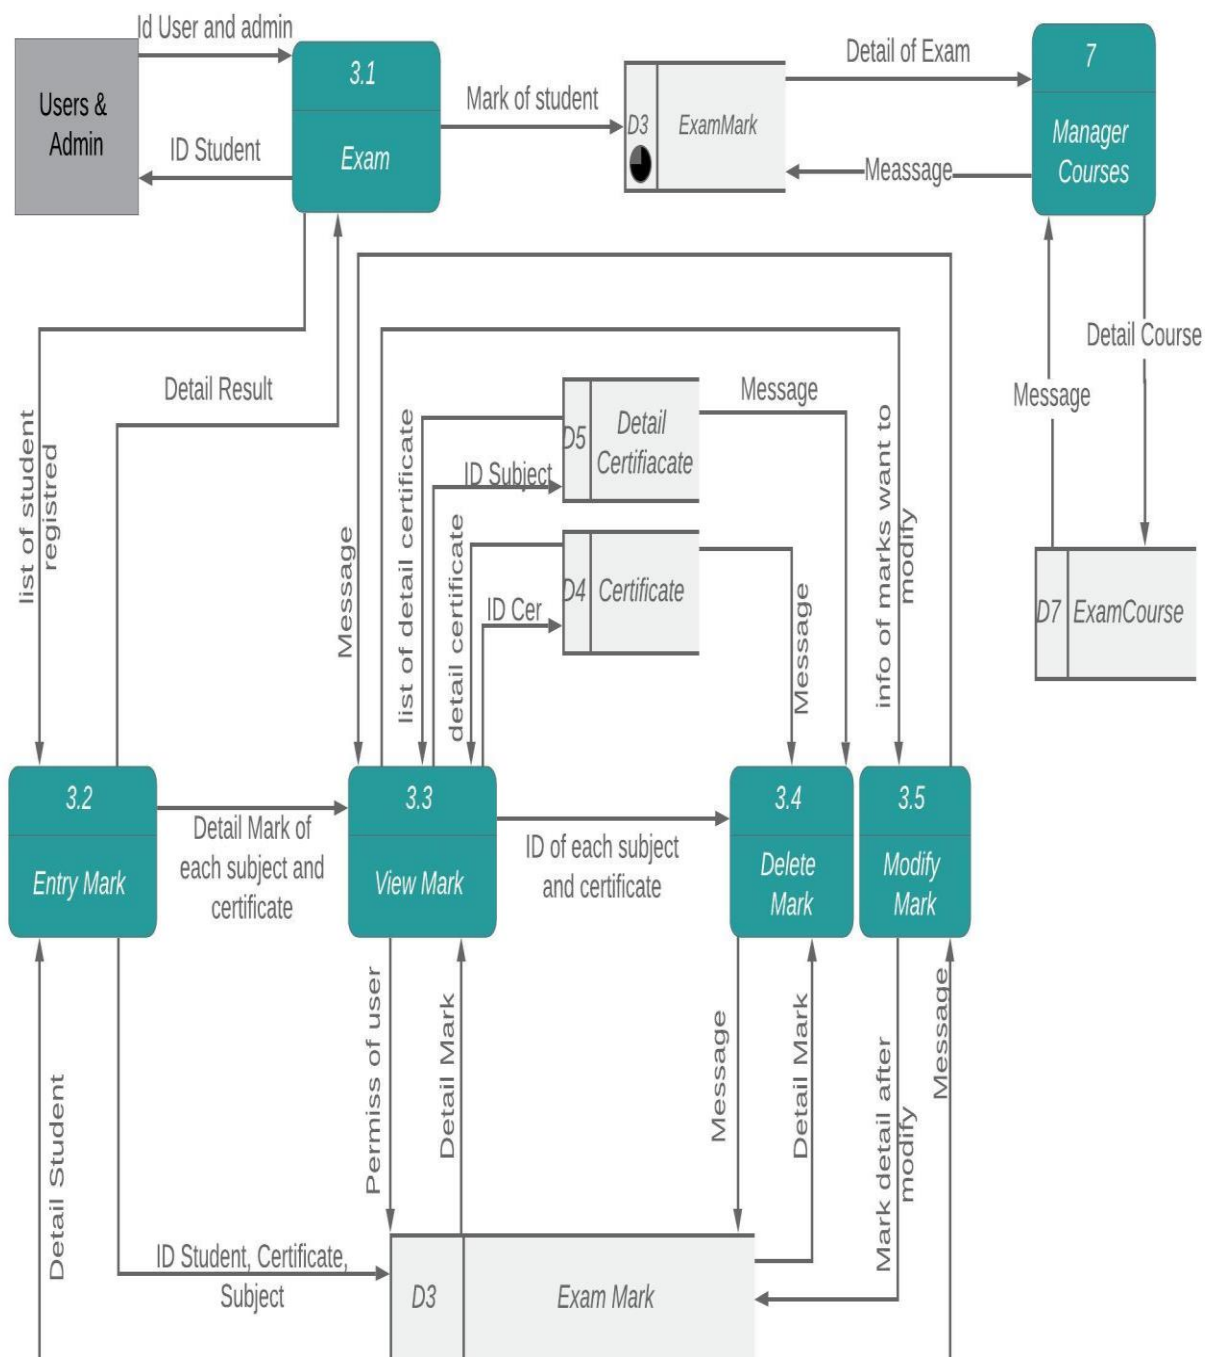 Id User and admin
Users &
Admin
ID Student
3.1
Exam
Mark of student
D3
ExamMark
Detail of Exam
Meassage
7
Manager
Courses
Detail Course
Message
D7
ExamCourse
list of student
registred
Detail Result
Message
list of detail certificate
ID Subject
D5
Detail
Certifiacate
Message
detail certificate
ID Cer
D4
Certificate
Message
info of marks want to
modify
3.2
Entry Mark
Detail Mark of
each subject and
certificate
3.3
View Mark
ID of each subject
and certificate
3.4
Delete
Mark
3.5
Modify
Mark
Detail Student
ID Student, Certificate,
Subject
Permiss of user
Detail Mark
Message
Detail Mark
Mark detail after
modify
Message
D3
Exam Mark